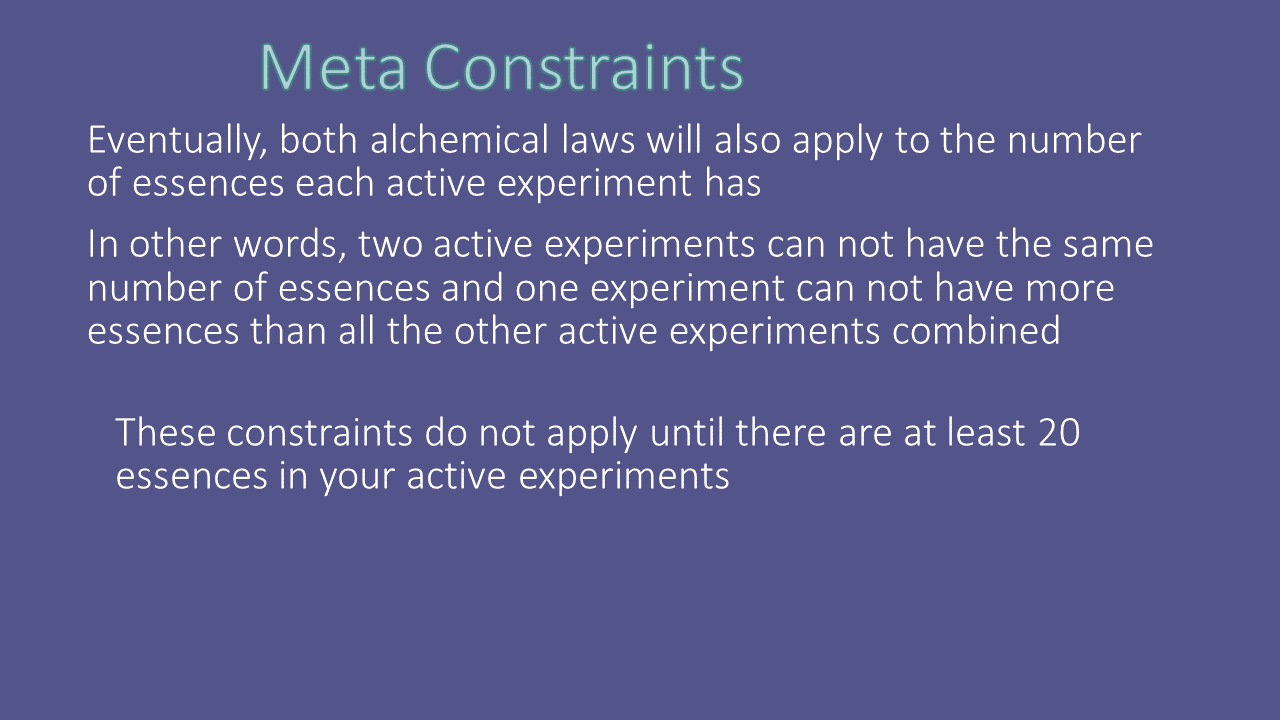 Meta Constraints
Eventually, both alchemical laws will also apply to the number
of essences each active experiment has
In other words, two active experiments can not have the same
number of essences and one experiment can not have more
essences than all the other active experiments combined
These constraints do not apply until there are at least 20
essences in your active experiments